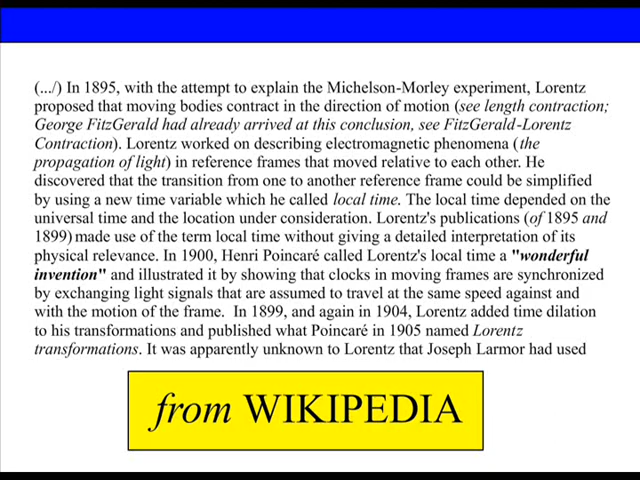 (.../) In 1895, with the attempt to explain the Michelson-Morley experiment, Lorentz
proposed that moving bodies contract in the direction of motion (see length contraction;
George FitzGerald had already arrived at this conclusion, see FitzGerald-Lorentz
Contraction). Lorentz worked on describing electromagnetic phenomena (the
propagation of light) in reference frames that moved relative to each other. He
discovered that the transition from one to another reference frame could be simplified
by using a new time variable which he called local time. The local time depended on the
universal time and the location under consideration. Lorentz's publications (of 1895 and
1899) made use of the term local time without giving a detailed interpretation of its
physical relevance. In 1900, Henri Poincaré called Lorentz's local time a "wonderful
invention" and illustrated it by showing that clocks in moving frames are synchronized
by exchanging light signals that are assumed to travel at the same speed against and
with the motion of the frame. In 1899, and again in 1904, Lorentz added time dilation
to his transformations and published what Poincaré in 1905 named Lorentz
transformations. It was apparently unknown to Lorentz that Joseph Larmor had used
from WIKIPEDIA